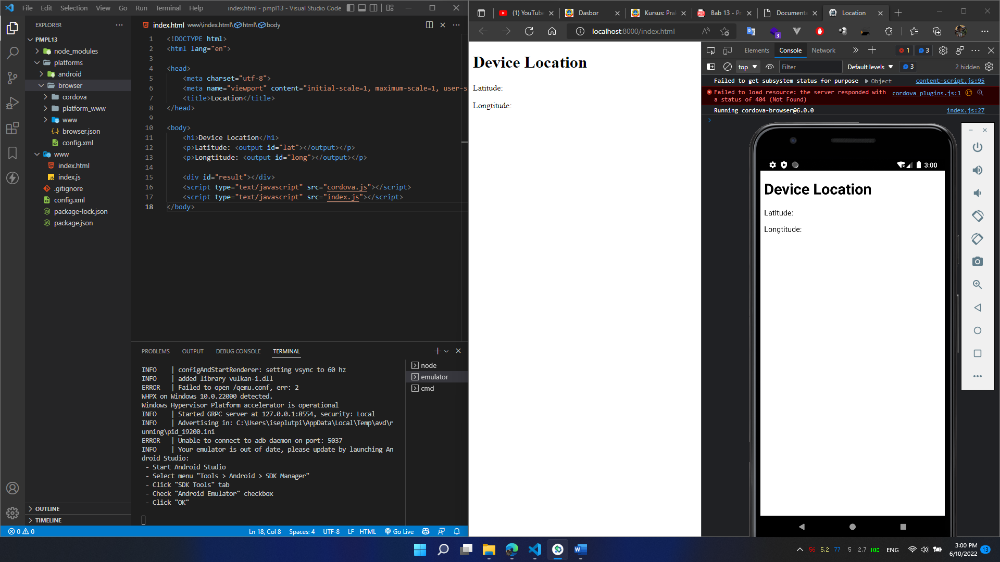 File Edit Selection View Go Run Terminal Help
index.html - pmpl13 - Visual Studio Code
EXPLORER
PMPL13
node_modules
platforms
android
browser
cordova
platform_www
www
browser.json
config.xml
www
index.html
index.js
.gitignore
config.xml
package-lock.json
package.json
OUTLINE
TIMELINE
index.html www\index.html\html\body
1 <!DOCTYPE html>
2 <html lang="en">
3
4 <head>
5 <meta charset="utf-8">
6 <meta name="viewport" content="initial-scale=1, maximum-scale=1, user-s
7 <title>Location</title>
8 </head>
9
10 <body>
11 <h1>Device Location</h1>
12 <p>Latitude: <output id="lat"></output></p>
13 <p>Longtitude: <output id="long"></output></p>
14
15 <div id="result"></div>
16 <script type="text/javascript" src="cordova.js"></script>
17 <script type="text/javascript" src="index.js"></script>
18 </body>
PROBLEMS OUTPUT DEBUG CONSOLE TERMINAL
INFO | configAndStartRenderer: setting vsync to 60 hz
INFO | added library vulkan-1.dll
ERROR | Failed to open /qemu.conf, err: 2
WHPX on Windows 10.0.22000 detected.
Windows Hypervisor Platform accelerator is operational
INFO | Started GRPC server at 127.0.0.1:8554, security: Local
INFO | Advertising in: C:\Users\iseplutpi\AppData\Local\Temp\avd\r
unning\pid_19200.ini
ERROR | Unable to connect to adb daemon on port: 5037
INFO | Your emulator is out of date, please update by launching An
droid Studio:
- Start Android Studio
- Select menu "Tools > Android > SDK Manager"
- Click "SDK Tools" tab
- Check "Android Emulator" checkbox
- Click "OK"
node
emulator
cmd
0 0 Ln 18, Col 8 Spaces: 4 UTF-8 LF HTML Go Live
(1) YouTube Dasbor Kursus: Pra Bab 13 - P Documenta Location
localhost:8000/index.html
3
Device Location
Latitude:
Longtitude:
Elements Console Network 1 3
top Filter Default levels 3 2 hidden
Failed to get subsystem status for purpose Object content-script.js:95
Failed to load resource: the server responded with cordova_plugins.js:1
a status of 404 (Not Found)
Running cordova-browser@6.0.0 index.js:27
3:00
Device Location
Latitude:
Longtitude:
56 5.2 77 5 2.7 100 ENG
3:00 PM
6/10/2022
13